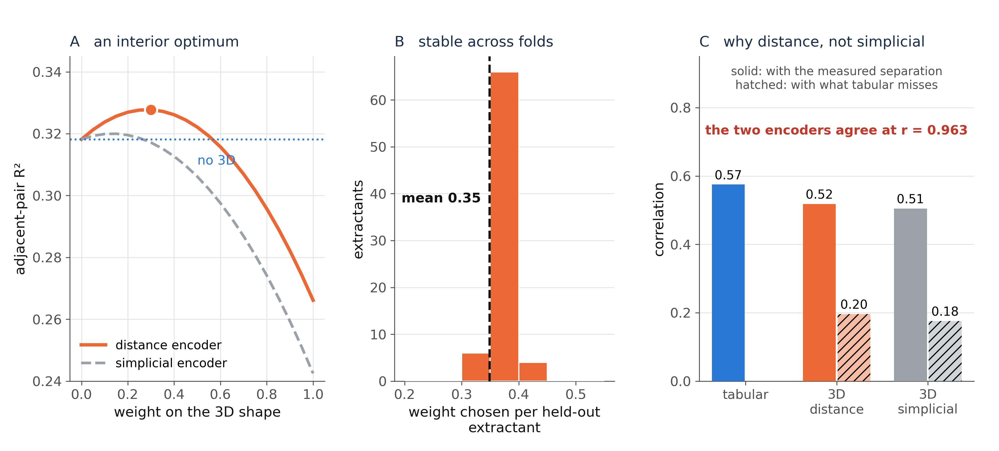 A an interior optimum
adjacent-pair R²
0.34
0.32
0.30
0.28
0.26
0.24
no 3D
distance encoder
simplicial encoder
0.0 0.2 0.4 0.6 0.8 1.0
weight on the 3D shape
B stable across folds
extractants
60
50
40
30
20
10
0
mean 0.35
0.2 0.3 0.4 0.5
weight chosen per held-out
extractant
C why distance, not simplicial
solid: with the measured separation
hatched: with what tabular misses
the two encoders agree at r = 0.963
correlation
0.8
0.6
0.4
0.2
0.0
0.57
0.52
0.20
0.51
0.18
tabular
3D
distance
3D
simplicial